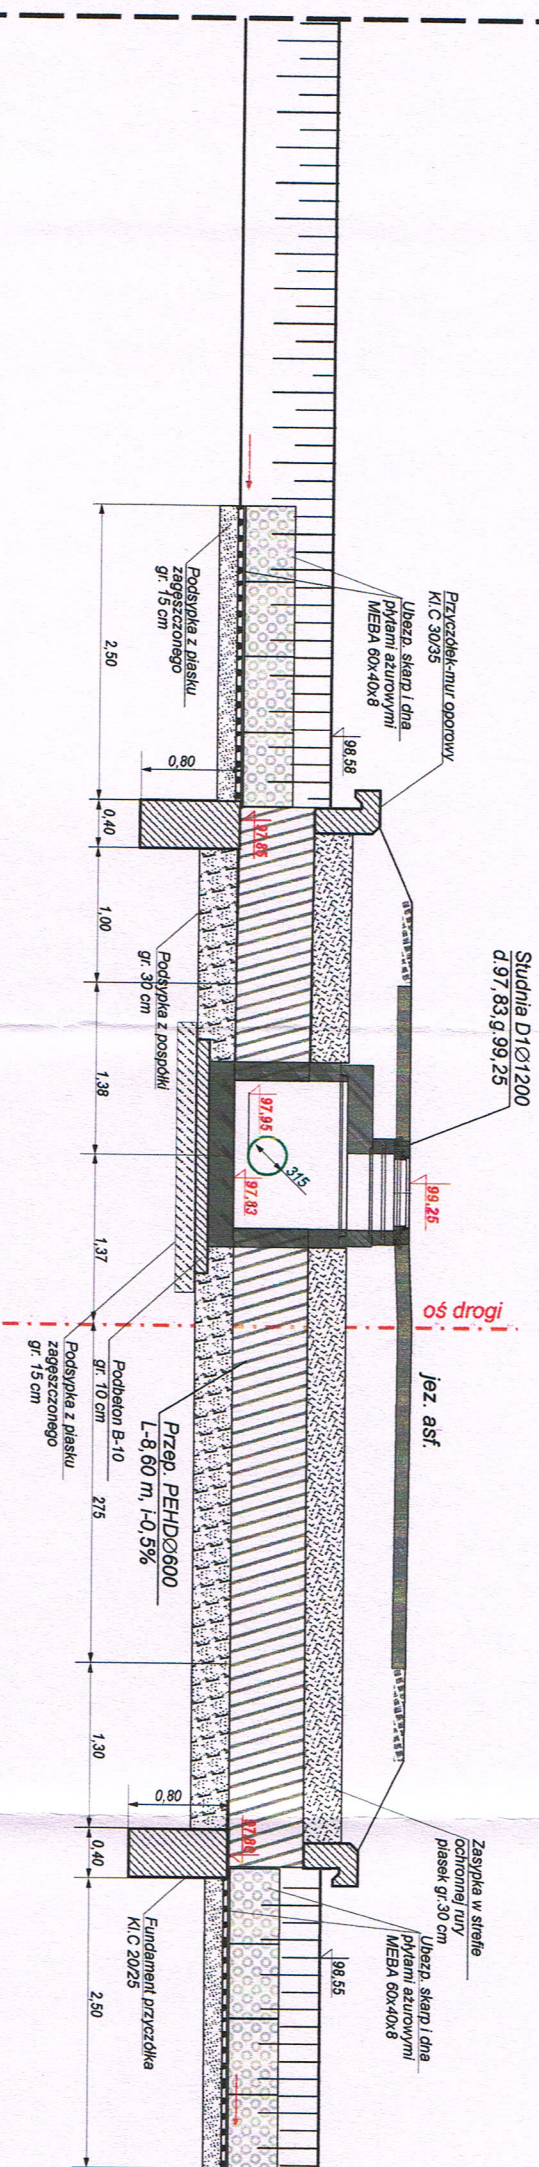 Przyczółek-mur oporowy
Kl.C 30/35
Ubezp. skarp i dna
płytami ażurowymi
MEBA 60x40x8
98,58
Podsypka z piasku
zagęszczonego
gr. 15 cm
2,50
0,80
0,40
97,85
1,00
Podsypka z pospółki
gr. 30 cm
1,38
Studnia D1Ø1200
d.97,83,g.99,25
97,95
315
97,83
99,25
1,37
oś drogi
jez. asf.
Podbeton B-10
gr. 10 cm
Podsypka z piasku
zagęszczonego
gr. 15 cm
Przep. PEHDØ600
L-8,60 m, i-0,5%
275
1,30
0,80
0,40
Zasypka w strefie
ochronnej rury
piasek gr.30 cm
Ubezp. skarp i dna
płytami ażurowymi
MEBA 60x40x8
98,55
Fundament przyczółka
Kl.C 20/25
2,50